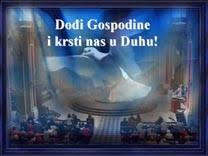 Dođi Gospodine
i krsti nas u Duhu!